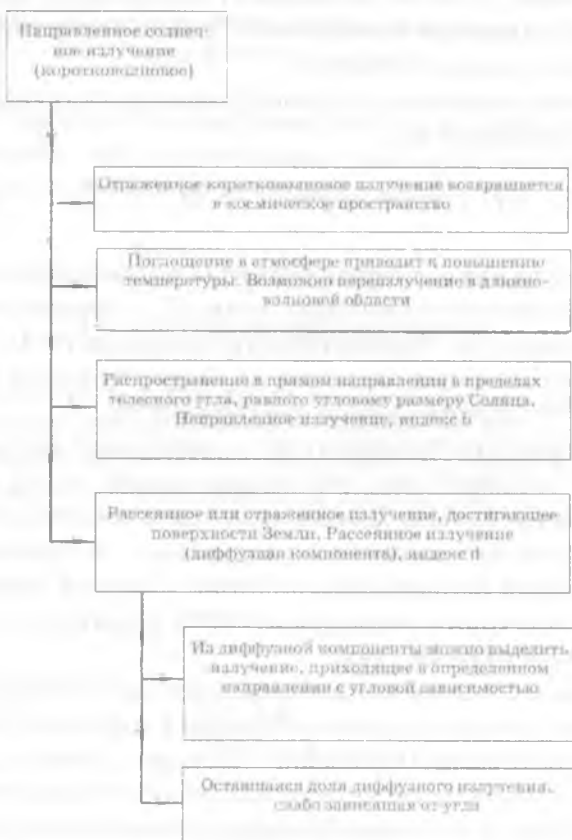 Направленное солнеч-
ное излучение
(коротковолновое)
Отраженное коротковолновое излучение возвращается
в космическое пространство
Поглощение в атмосфере приводит к повышению
температуры. Возможно переизлучение в длинно-
волновой области
Распространение в прямом направлении в пределах
телесного угла, равного угловому размеру Солнца.
Направленное излучение, индекс b
Рассеянное или отраженное излучение, достигающее
поверхности Земли. Рассеянное излучение
(диффузная компонента), индекс d
Из диффузной компоненты можно выделить
излучение, приходящее в определенном
направлении с угловой зависимостью
Оставшаяся доля диффузного излучения,
слабо зависящая от угла